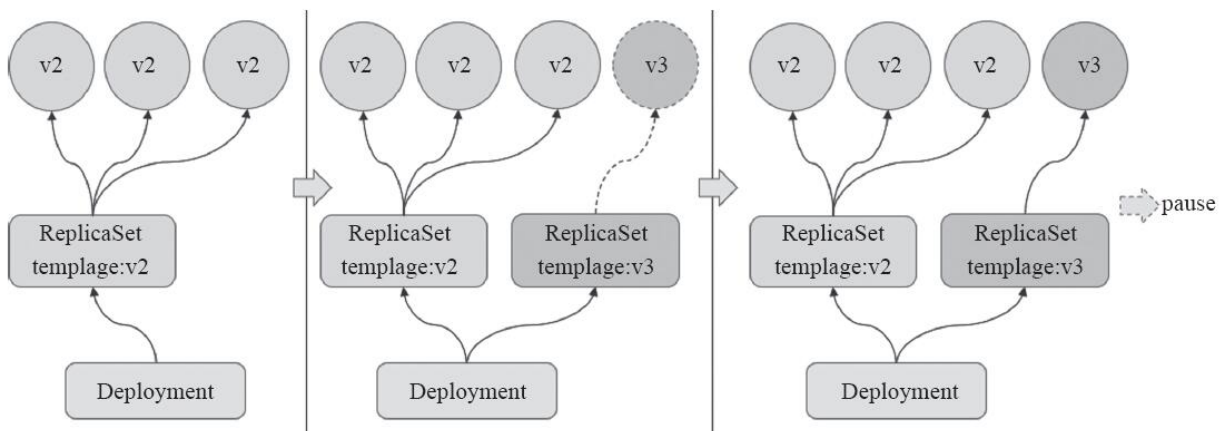 v2
v2
v2
ReplicaSet
templage:v2
Deployment
v2
v2
v2
v3
ReplicaSet
templage:v2
ReplicaSet
templage:v3
Deployment
v2
v2
v2
v3
ReplicaSet
templage:v2
ReplicaSet
templage:v3
Deployment
pause